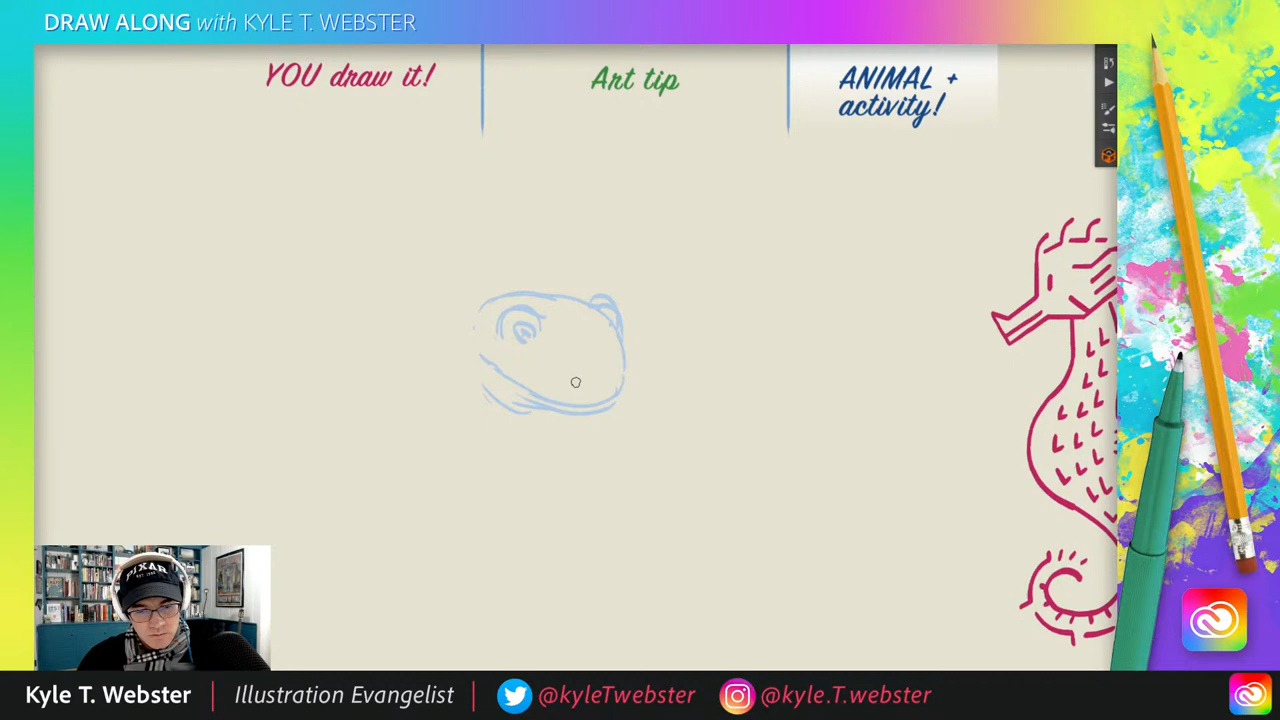 DRAW ALONG with KYLE T. WEBSTER
YOU draw it!
Art tip
ANIMAL +
activity!
PIXAR
Kyle T. Webster | Illustration Evangelist @kyleTwebster @kyle.T.webster